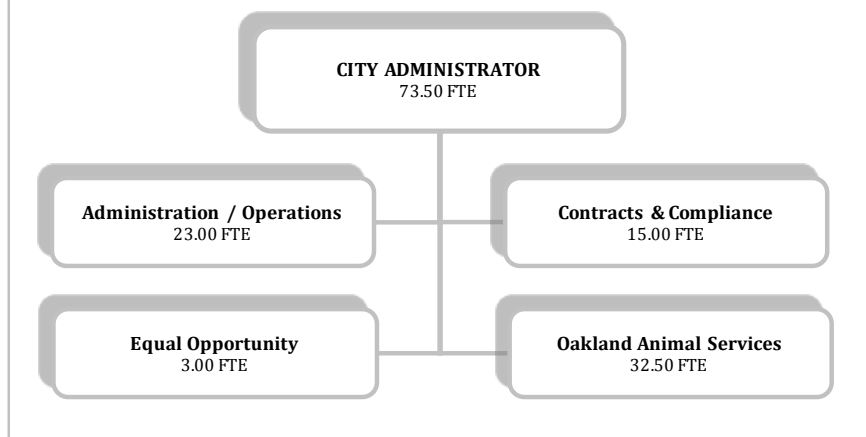 CITY ADMINISTRATOR
73.50 FTE
Administration / Operations
23.00 FTE
Contracts & Compliance
15.00 FTE
Equal Opportunity
3.00 FTE
Oakland Animal Services
32.50 FTE